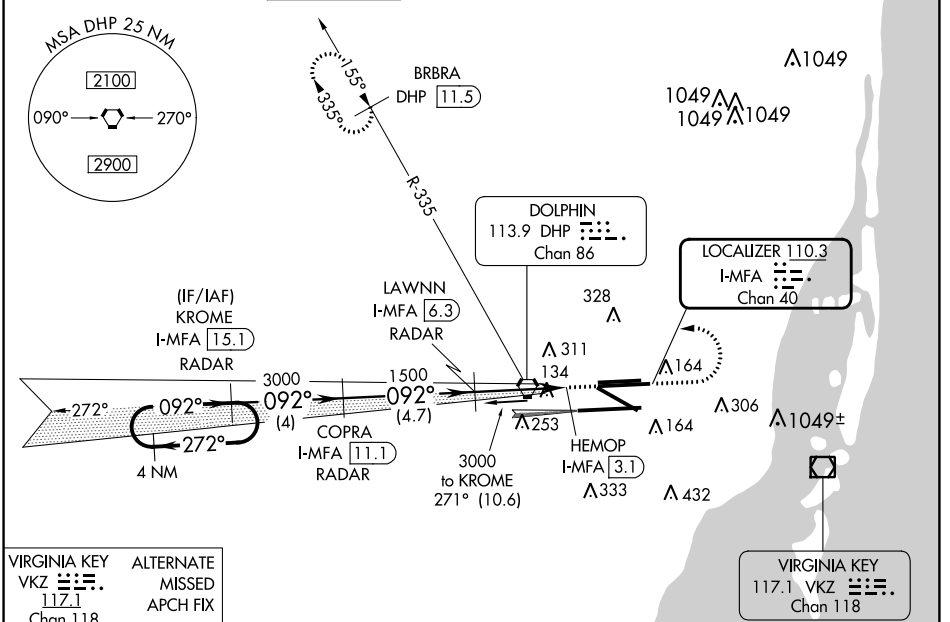 MSA DHP 25 NM
2100
090°
270°
2900
155°
335°
BRBRA
DHP 11.5
R-335
1049
1049
1049
1049
DOLPHIN
113.9 DHP
Chan 86
LOCALIZER 110.3
I-MFA
Chan 40
(IF/IAF)
KROME
I-MFA 15.1
RADAR
LAWNN
I-MFA 6.3
RADAR
328
311
134
164
3000
1500
272°
092°
092°
092°
(4)
(4.7)
272°
4 NM
COPRA
I-MFA 11.1
RADAR
3000
to KROME
271° (10.6)
253
HEMOP
I-MFA 3.1
164
306
1049±
333
432
VIRGINIA KEY
VKZ
117.1
Chan 118
ALTERNATE
MISSED
APCH FIX
VIRGINIA KEY
117.1 VKZ
Chan 118